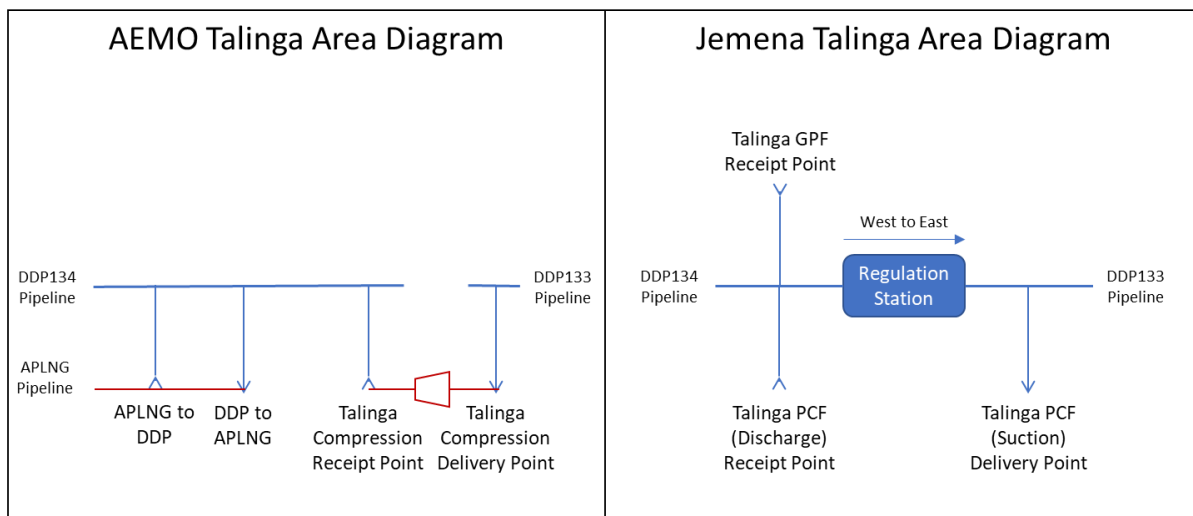 AEMO Talinga Area Diagram
DDP134
Pipeline
DDP133
Pipeline
APLNG
Pipeline
APLNG to
DDP
DDP to
APLNG
Talinga
Compression
Receipt Point
Talinga
Compression
Delivery Point
Jemena Talinga Area Diagram
Talinga GPF
Receipt Point
West to East
DDP134
Pipeline
Regulation
Station
DDP133
Pipeline
Talinga PCF
(Discharge)
Receipt Point
Talinga PCF
(Suction)
Delivery Point